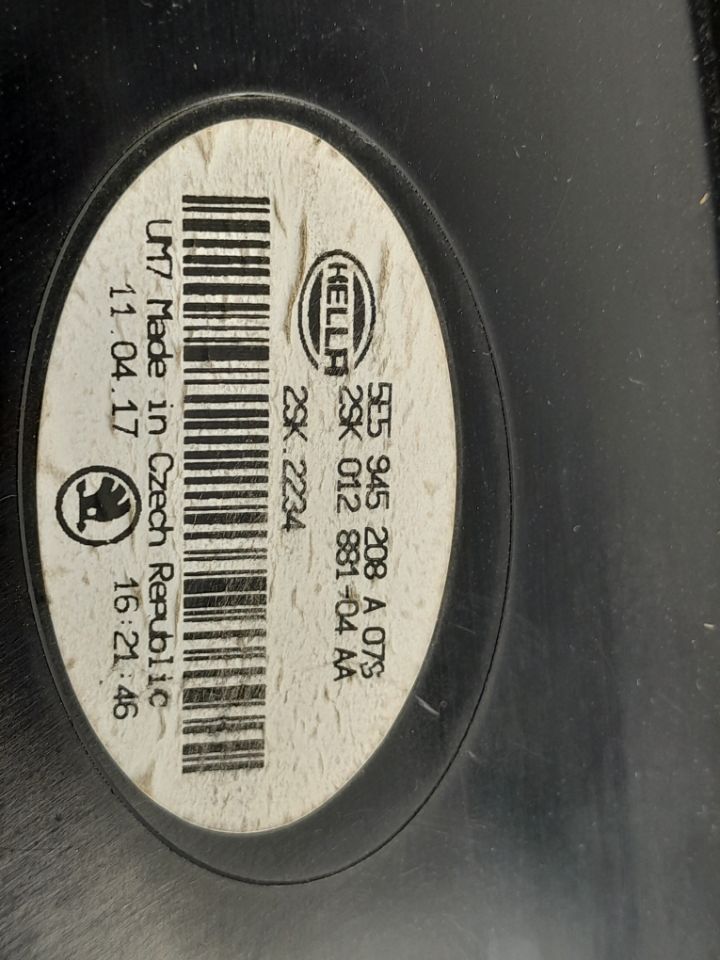 HELLA
5E5 945 208 A 07S
2SK 012 881-04 AA
2SK.2234
UM7 Made in Czech Republic
11.04.17 16:21:46